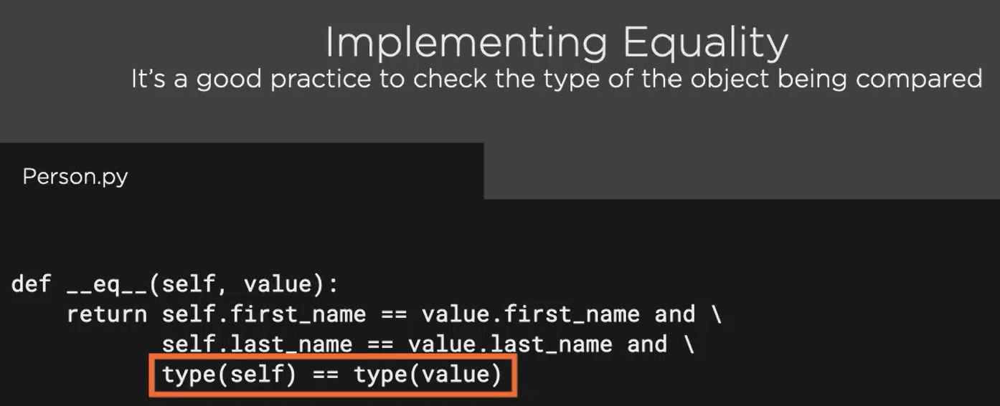 Implementing Equality
It's a good practice to check the type of the object being compared
Person.py
def __eq__(self, value):
    return self.first_name == value.first_name and \
           self.last_name == value.last_name and \
           type(self) == type(value)